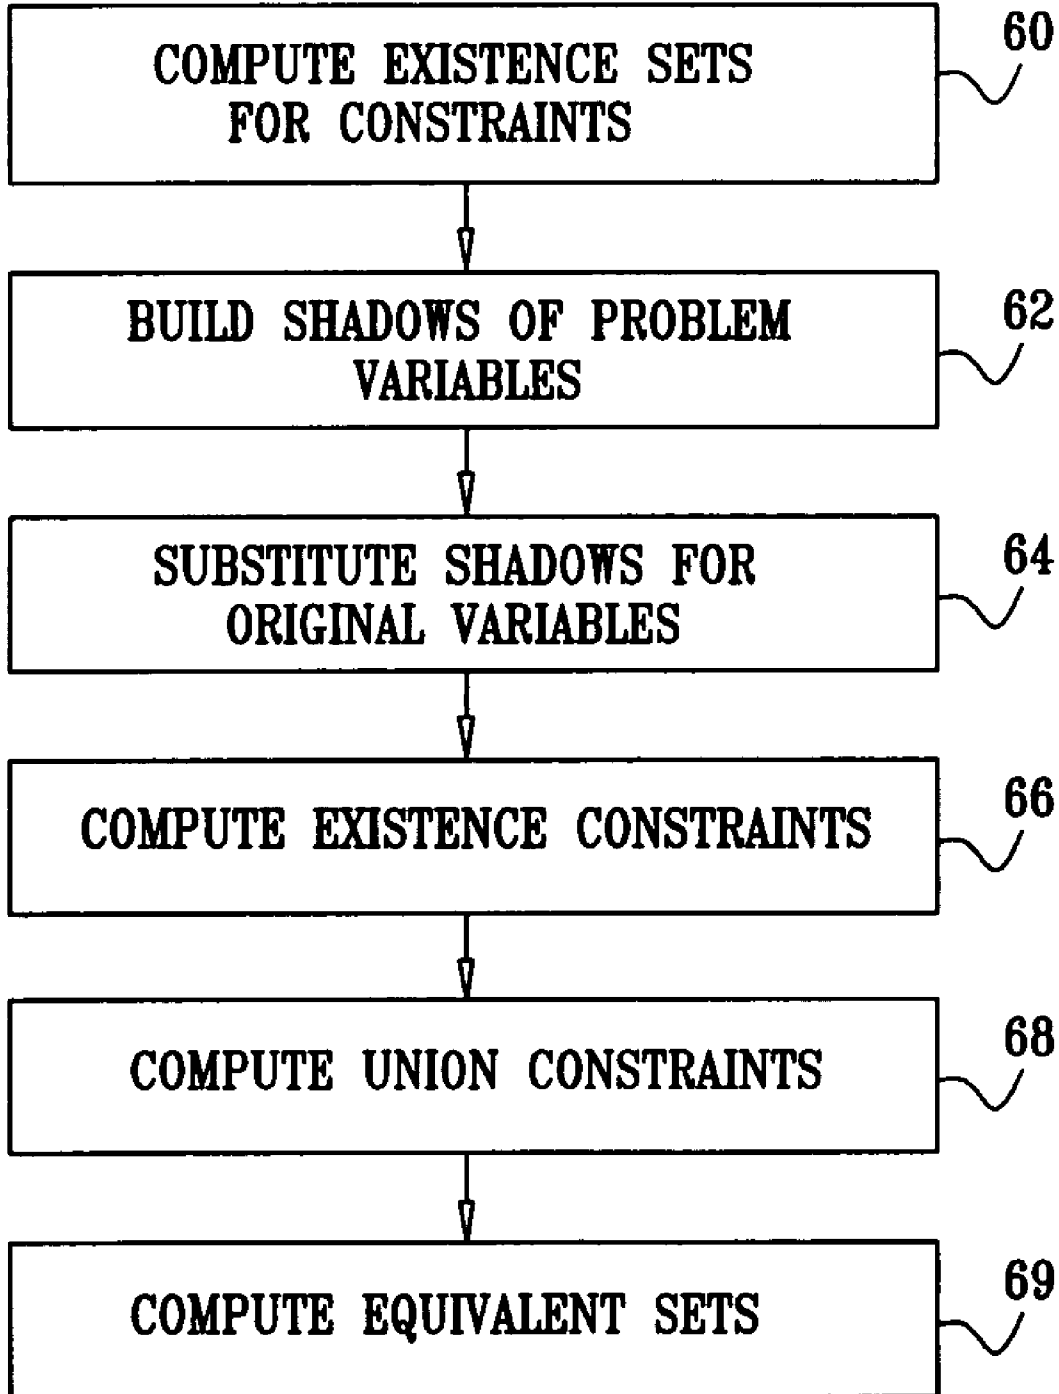 60
COMPUTE EXISTENCE SETS
FOR CONSTRAINTS
62
BUILD SHADOWS OF PROBLEM
VARIABLES
64
SUBSTITUTE SHADOWS FOR
ORIGINAL VARIABLES
66
COMPUTE EXISTENCE CONSTRAINTS
68
COMPUTE UNION CONSTRAINTS
69
COMPUTE EQUIVALENT SETS